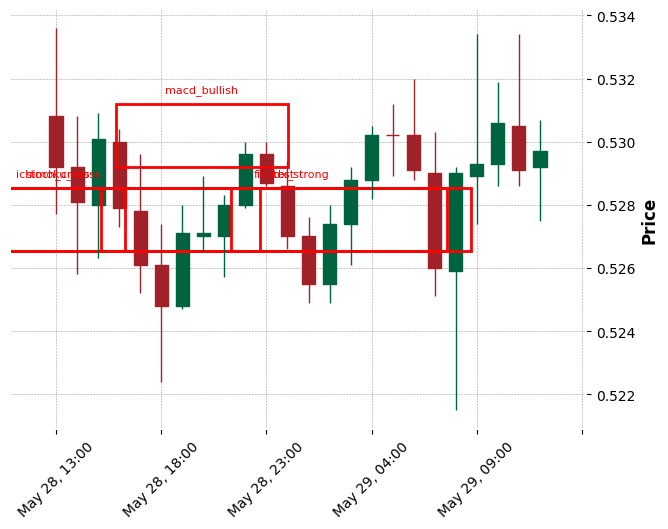 0.534
0.532
macd_bullish
0.530
0.528
Price
0.526
0.524
0.522
May 28, 13:00
May 28, 18:00
May 28, 23:00
May 29, 04:00
May 29, 09:00